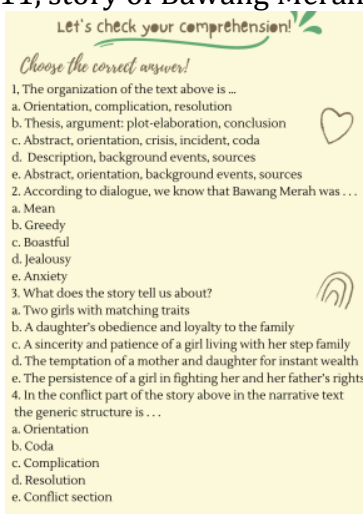 11, story of Bawang Merah
Let's check your comprehension!
Choose the correct answer!
1, The organization of the text above is ...
a. Orientation, complication, resolution
b. Thesis, argument: plot-elaboration, conclusion
c. Abstract, orientation, crisis, incident, coda
d. Description, background events, sources
e. Abstract, orientation, background events, sources
2. According to dialogue, we know that Bawang Merah was . . .
a. Mean
b. Greedy
c. Boastful
d. Jealousy
e. Anxiety
3. What does the story tell us about?
a. Two girls with matching traits
b. A daughter's obedience and loyalty to the family
c. A sincerity and patience of a girl living with her step family
d. The temptation of a mother and daughter for instant wealth
e. The persistence of a girl in fighting her and her father's rights
4. In the conflict part of the story above in the narrative text
the generic structure is . . .
a. Orientation
b. Coda
c. Complication
d. Resolution
e. Conflict section